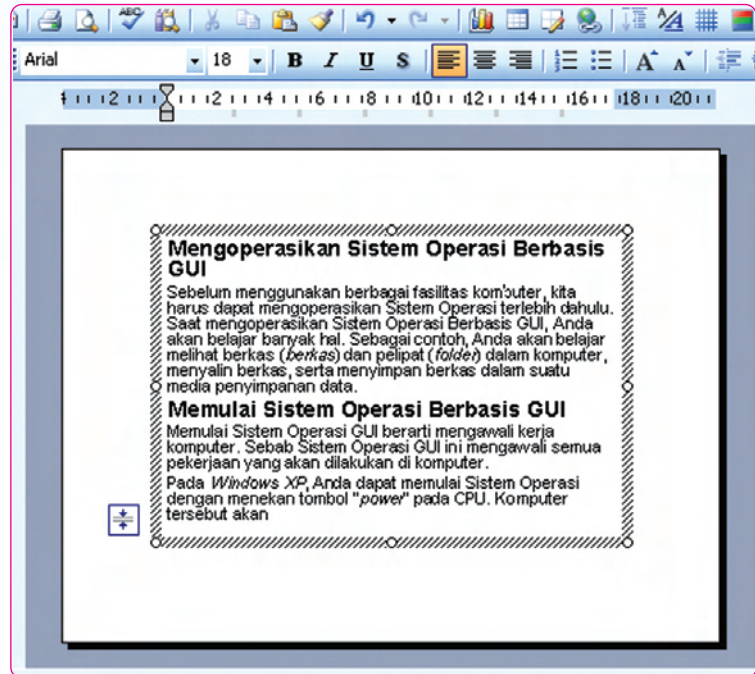 Arial 18 B I U S
2 2 4 6 8 10 12 14 16 18 20
Mengoperasikan Sistem Operasi Berbasis
GUI
Sebelum menggunakan berbagai fasilitas komputer, kita
harus dapat mengoperasikan Sistem Operasi terlebih dahulu.
Saat mengoperasikan Sistem Operasi Berbasis GUI, Anda
akan belajar banyak hal. Sebagai contoh, Anda akan belajar
melihat berkas (berkas) dan pelipat (folder) dalam komputer,
menyalin berkas, serta menyimpan berkas dalam suatu
media penyimpanan data.
Memulai Sistem Operasi Berbasis GUI
Memulai Sistem Operasi GUI berarti mengawali kerja
komputer. Sebab Sistem Operasi GUI ini mengawali semua
pekerjaan yang akan dilakukan di komputer.
Pada Windows XP, Anda dapat memulai Sistem Operasi
dengan menekan tombol "power" pada CPU. Komputer
tersebut akan